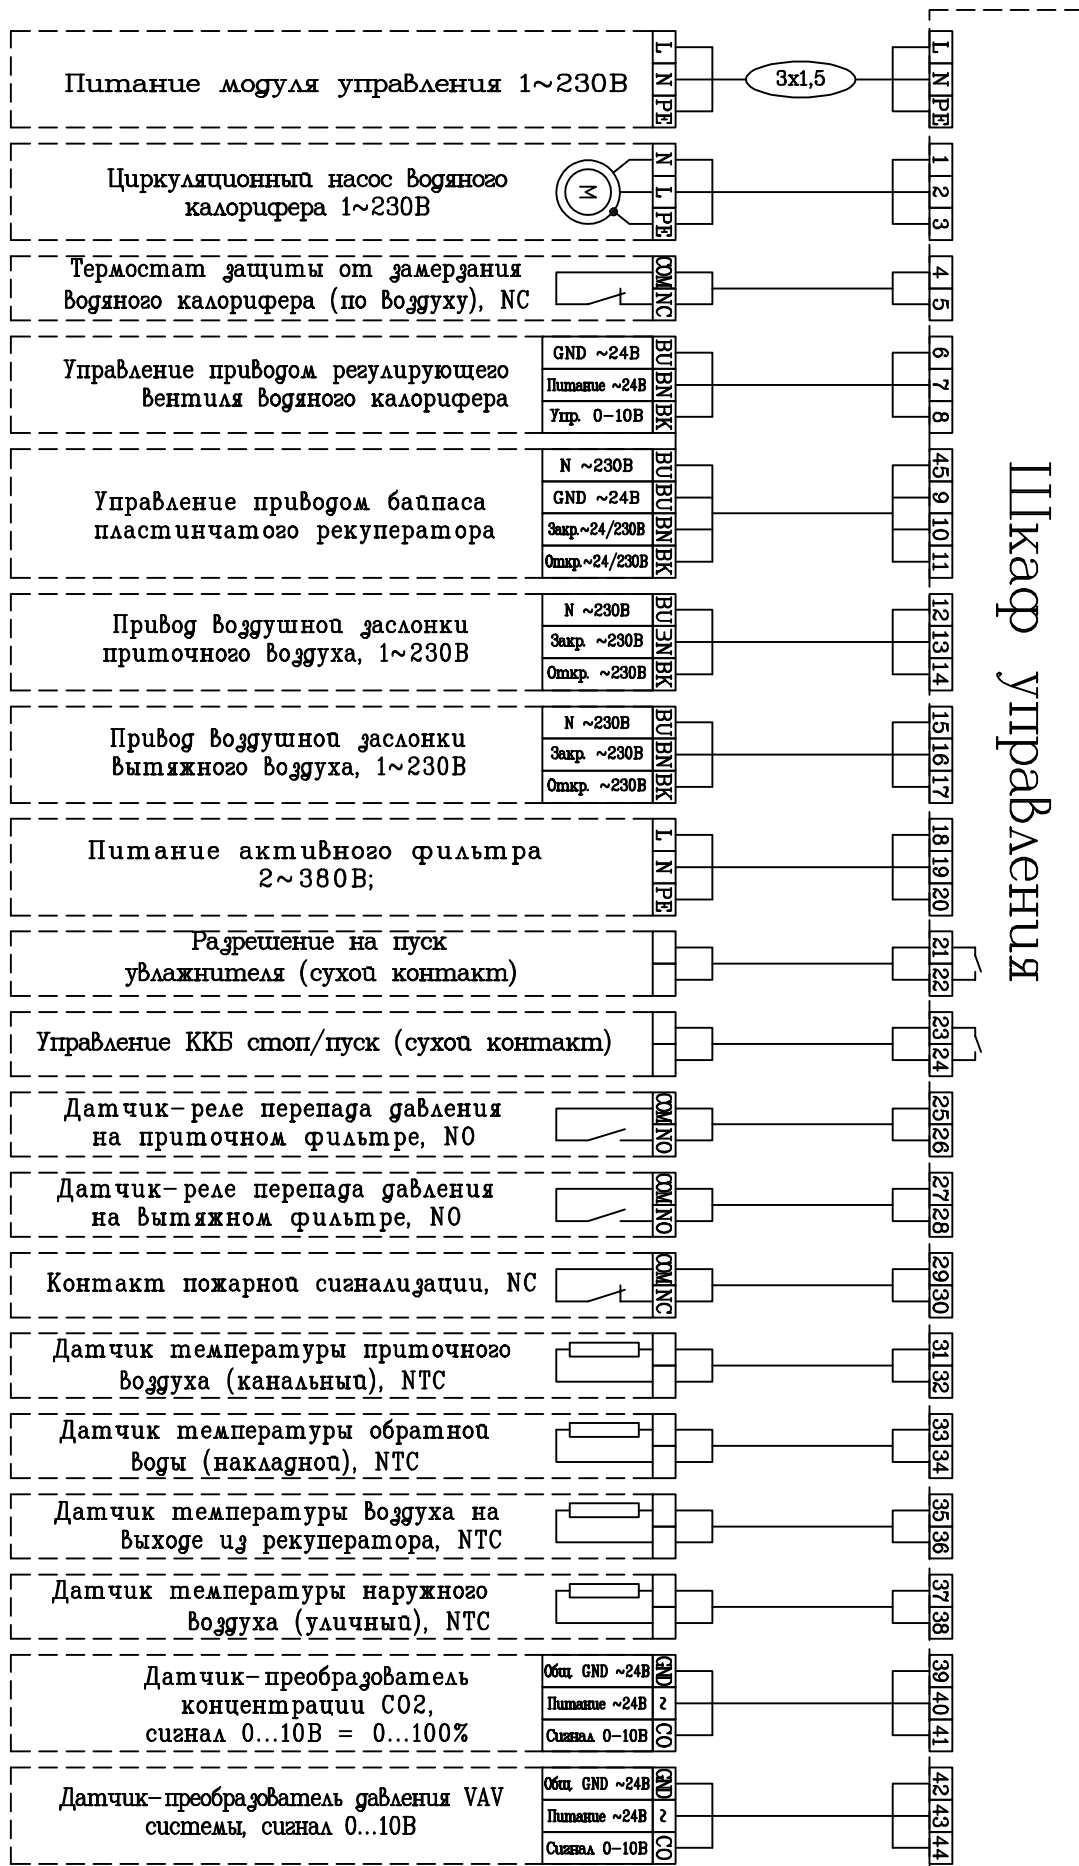 Питание модуля управления 1~230В
L
N
PE
3x1,5
L
N
PE
Циркуляционный насос водяного
калорифера 1~230В
M
N
L
PE
1
2
3
Термостат защиты от замерзания
водяного калорифера (по воздуху), NC
COM
NC
4
5
Управление приводом регулирующего
вентиля водяного калорифера
GND ~24В
Питание ~24В
Упр. 0-10В
BU
BN
BK
6
7
8
Управление приводом байпаса
пластинчатого рекуператора
N ~230В
GND ~24В
Закр.~24/230В
Откр.~24/230В
BU
BU
BN
BK
45
9
10
11
Привод воздушной заслонки
приточного воздуха, 1~230В
N ~230В
Закр. ~230В
Откр. ~230В
BU
BN
BK
12
13
14
Привод воздушной заслонки
вытяжного воздуха, 1~230В
N ~230В
Закр. ~230В
Откр. ~230В
BU
BN
BK
15
16
17
Питание активного фильтра
2~380В;
L
N
PE
18
19
20
Разрешение на пуск
увлажнителя (сухой контакт)
21
22
Управление ККБ стоп/пуск (сухой контакт)
23
24
Датчик-реле перепада давления
на приточном фильтре, NO
COM
NO
25
26
Датчик-реле перепада давления
на вытяжном фильтре, NO
COM
NO
27
28
Контакт пожарной сигнализации, NC
COM
NC
29
30
Датчик температуры приточного
воздуха (канальный), NTC
31
32
Датчик температуры обратной
воды (накладной), NTC
33
34
Датчик температуры воздуха на
выходе из рекуператора, NTC
35
36
Датчик температуры наружного
воздуха (уличный), NTC
37
38
Датчик-преобразователь
концентрации CO2,
сигнал 0...10В = 0...100%
Общ. GND ~24В
Питание ~24В
Сигнал 0-10В
GND
~
CO
39
40
41
Датчик-преобразователь давления VAV
системы, сигнал 0...10В
Общ. GND ~24В
Питание ~24В
Сигнал 0-10В
GND
~
CO
42
43
44
Шкаф управления